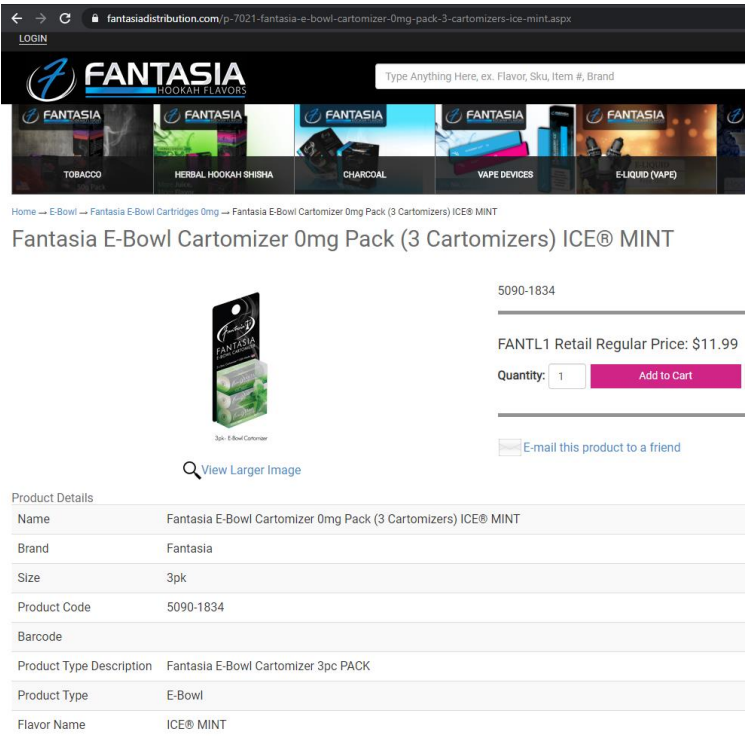 fantasiadistribution.com/p-7021-fantasia-e-bowl-cartomizer-0mg-pack-3-cartomizers-ice-mint.aspx
LOGIN
FANTASIA
HOOKAH FLAVORS
Type Anything Here, ex. Flavor, Sku, Item #, Brand
FANTASIA FANTASIA FANTASIA FANTASIA FANTASIA
TOBACCO HERBAL HOOKAH SHISHA CHARCOAL VAPE DEVICES E-LIQUID (VAPE)
Home → E-Bowl → Fantasia E-Bowl Cartridges 0mg → Fantasia E-Bowl Cartomizer 0mg Pack (3 Cartomizers) ICE® MINT
Fantasia E-Bowl Cartomizer 0mg Pack (3 Cartomizers) ICE® MINT
5090-1834
Fantasia
FANTASIA
E-BOWL CARTOMIZER
3pk- E-Bowl Cartomizer
FANTL1 Retail Regular Price: $11.99
Quantity: 1 Add to Cart
E-mail this product to a friend
View Larger Image
Product Details
Name Fantasia E-Bowl Cartomizer 0mg Pack (3 Cartomizers) ICE® MINT
Brand Fantasia
Size 3pk
Product Code 5090-1834
Barcode
Product Type Description Fantasia E-Bowl Cartomizer 3pc PACK
Product Type E-Bowl
Flavor Name ICE® MINT